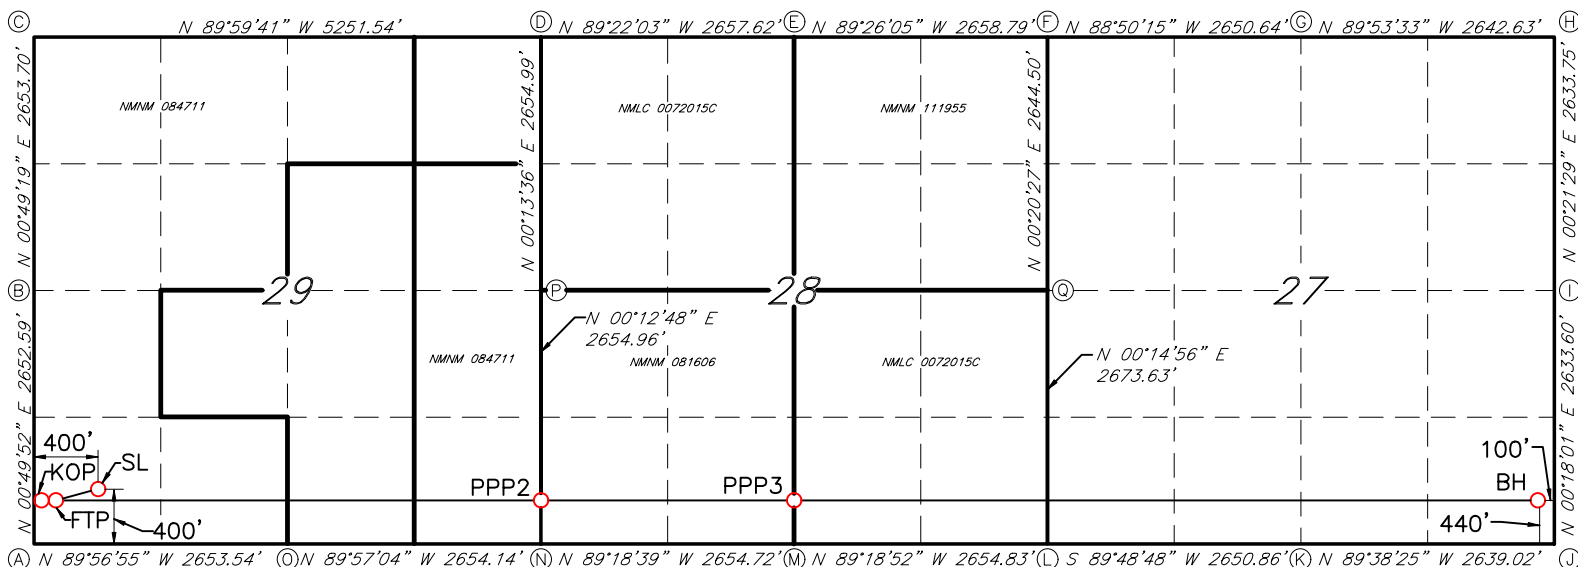 C N 89°59'41" W 5251.54' D N 89°22'03" W 2657.62' E N 89°26'05" W 2658.79' F N 88°50'15" W 2650.64' G N 89°53'33" W 2642.63' H
N 00°49'19" E 2653.70'
NMNM 084711
N 00°13'36" E 2654.99'
NMLC 0072015C
NMNM 111955
N 00°20'27" E 2644.50'
N 00°21'29" E 2633.75'
B 29 P 28 Q 27 I
N 00°49'52" E 2652.59'
NMNM 084711
N 00°12'48" E
2654.96'
NMNM 081606
NMLC 0072015C
N 00°14'56" E
2673.63'
N 00°18'01" E 2633.60'
400'
KOP
SL
FTP
400'
PPP2
PPP3
100'
BH
440'
A N 89°56'55" W 2653.54' O N 89°57'04" W 2654.14' N N 89°18'39" W 2654.72' M N 89°18'52" W 2654.83' L S 89°48'48" W 2650.86' K N 89°38'25" W 2639.02' J